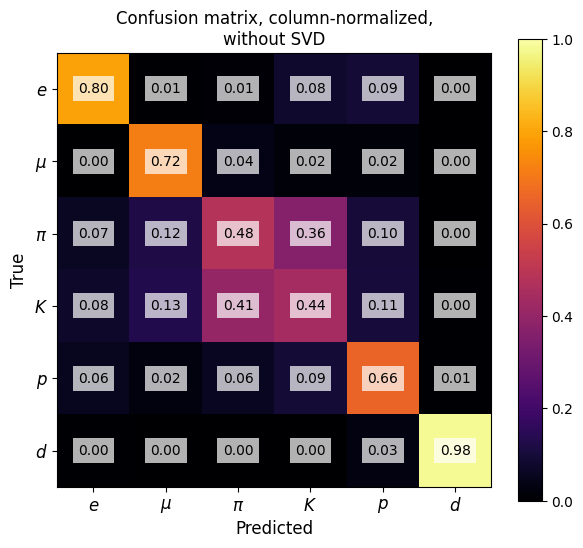 Confusion matrix, column-normalized,
without SVD
1.0
e 0.80 0.01 0.01 0.08 0.09 0.00
0.8
μ 0.00 0.72 0.04 0.02 0.02 0.00
0.6
π 0.07 0.12 0.48 0.36 0.10 0.00
True
K 0.08 0.13 0.41 0.44 0.11 0.00
0.4
p 0.06 0.02 0.06 0.09 0.66 0.01
0.2
d 0.00 0.00 0.00 0.00 0.03 0.98
0.0
e μ π K p d
Predicted